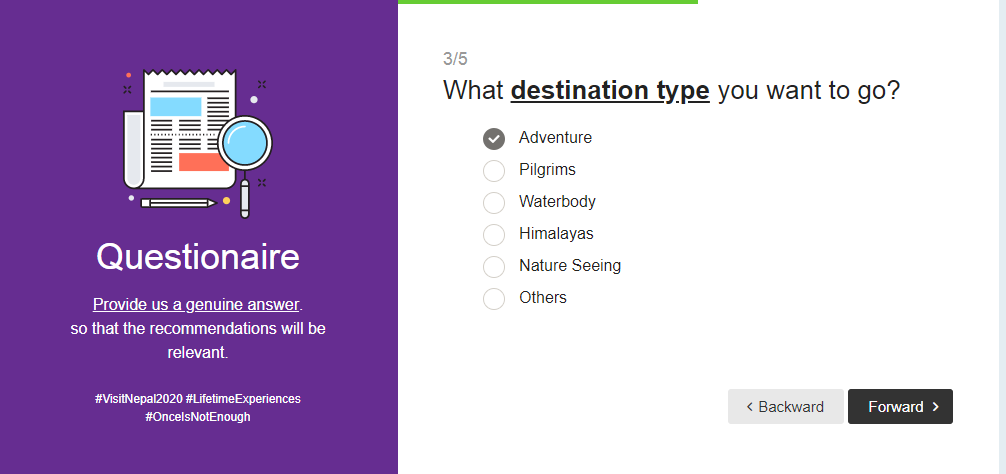 Questionaire
Provide us a genuine answer.
so that the recommendations will be
relevant.
#VisitNepal2020 #LifetimeExperiences
#OnceIsNotEnough
3/5
What destination type you want to go?
Adventure
Pilgrims
Waterbody
Himalayas
Nature Seeing
Others
< Backward
Forward >